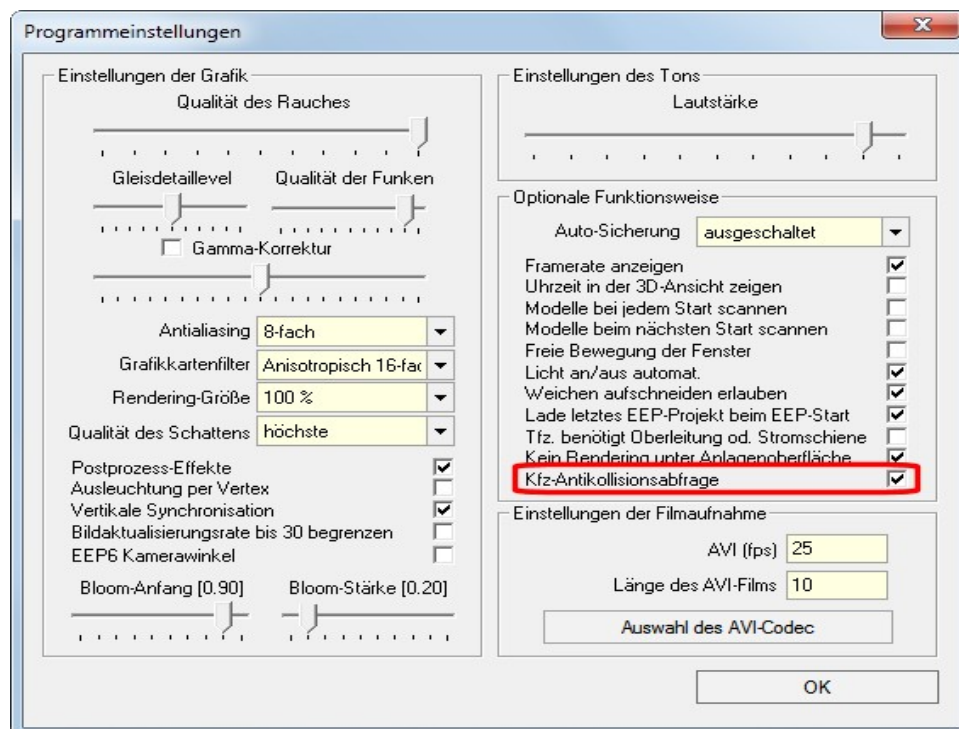 Programmeinstellungen
Einstellungen der Grafik
Qualität des Rauches
Gleisdetaillevel
Qualität der Funken
Gamma-Korrektur
Antialiasing 8-fach
Grafikkartenfilter Anisotropisch 16-fac
Rendering-Größe 100 %
Qualität des Schattens höchste
Postprozess-Effekte
Ausleuchtung per Vertex
Vertikale Synchronisation
Bildaktualisierungsrate bis 30 begrenzen
EEP6 Kamerawinkel
Bloom-Anfang [0.90]
Bloom-Stärke [0.20]
Einstellungen des Tons
Lautstärke
Optionale Funktionsweise
Auto-Sicherung ausgeschaltet
Framerate anzeigen
Uhrzeit in der 3D-Ansicht zeigen
Modelle bei jedem Start scannen
Modelle beim nächsten Start scannen
Freie Bewegung der Fenster
Licht an/aus automat.
Weichen aufschneiden erlauben
Lade letztes EEP-Projekt beim EEP-Start
Tfz. benötigt Oberleitung od. Stromschiene
Kein Rendering unter Anlagenoberfläche
Kfz-Antikollisionsabfrage
Einstellungen der Filmaufnahme
AVI (fps) 25
Länge des AVI-Films 10
Auswahl des AVI-Codec
OK